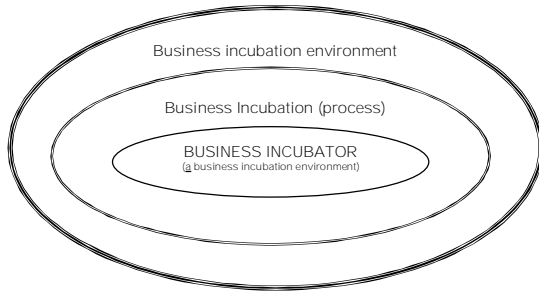 Business incubation environment
Business Incubation (process)
BUSINESS INCUBATOR
(a business incubation environment)